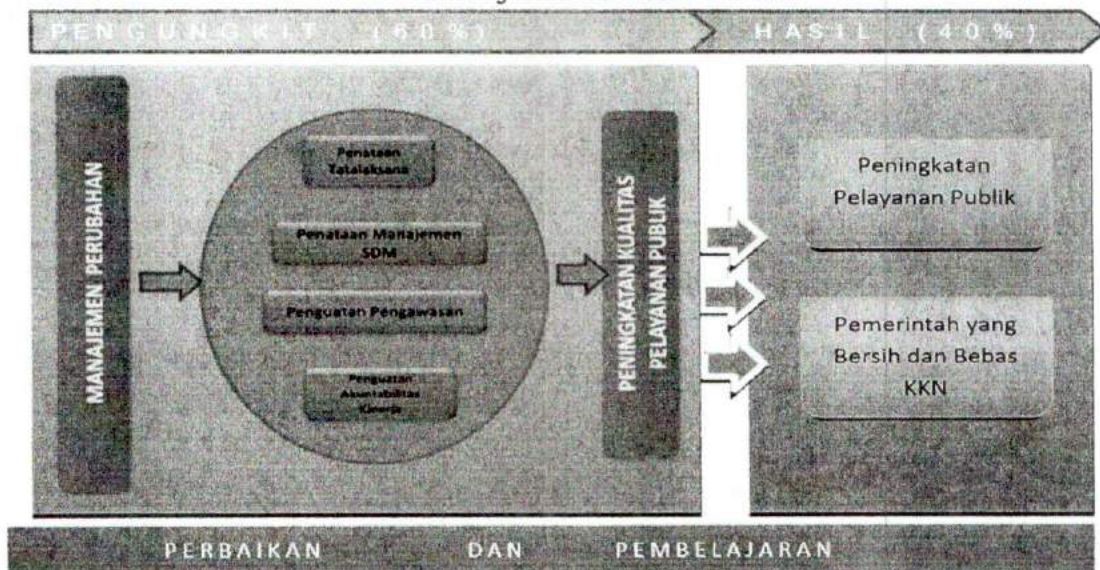 PENGUNGKIT (60%)
HASIL (40%)
MANAJEMEN PERUBAHAN
Penataan
Tatalaksana
Penataan Manajemen
SDM
Penguatan Pengawasan
Penguatan
Akuntabilitas
Kinerja
PENINGKATAN KUALITAS
PELAYANAN PUBLIK
Peningkatan
Pelayanan Publik
Pemerintah yang
Bersih dan Bebas
KKN
PERBAIKAN DAN PEMBELAJARAN